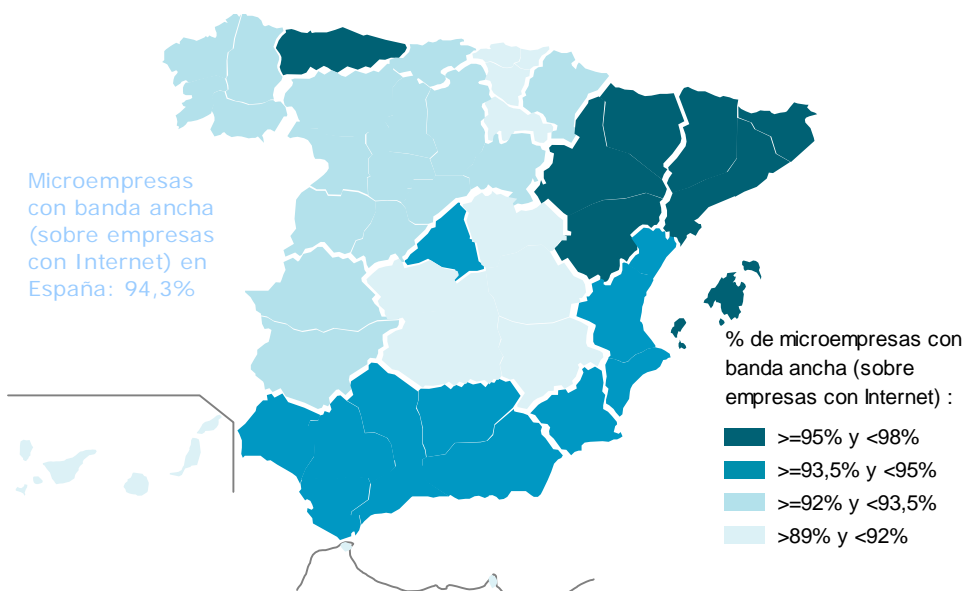 Microempresas
con banda ancha
(sobre empresas
con Internet) en
España: 94,3%
% de microempresas con
banda ancha (sobre
empresas con Internet) :
>=95% y <98%
>=93,5% y <95%
>=92% y <93,5%
>89% y <92%